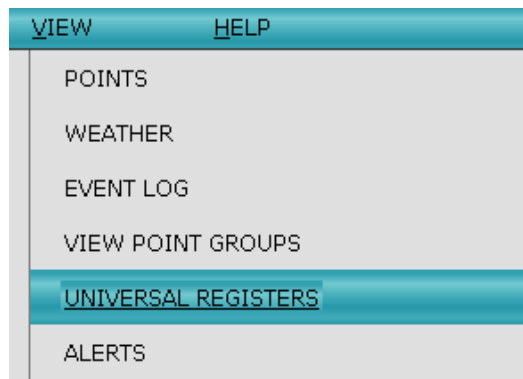 VIEW HELP
POINTS
WEATHER
EVENT LOG
VIEW POINT GROUPS
UNIVERSAL REGISTERS
ALERTS